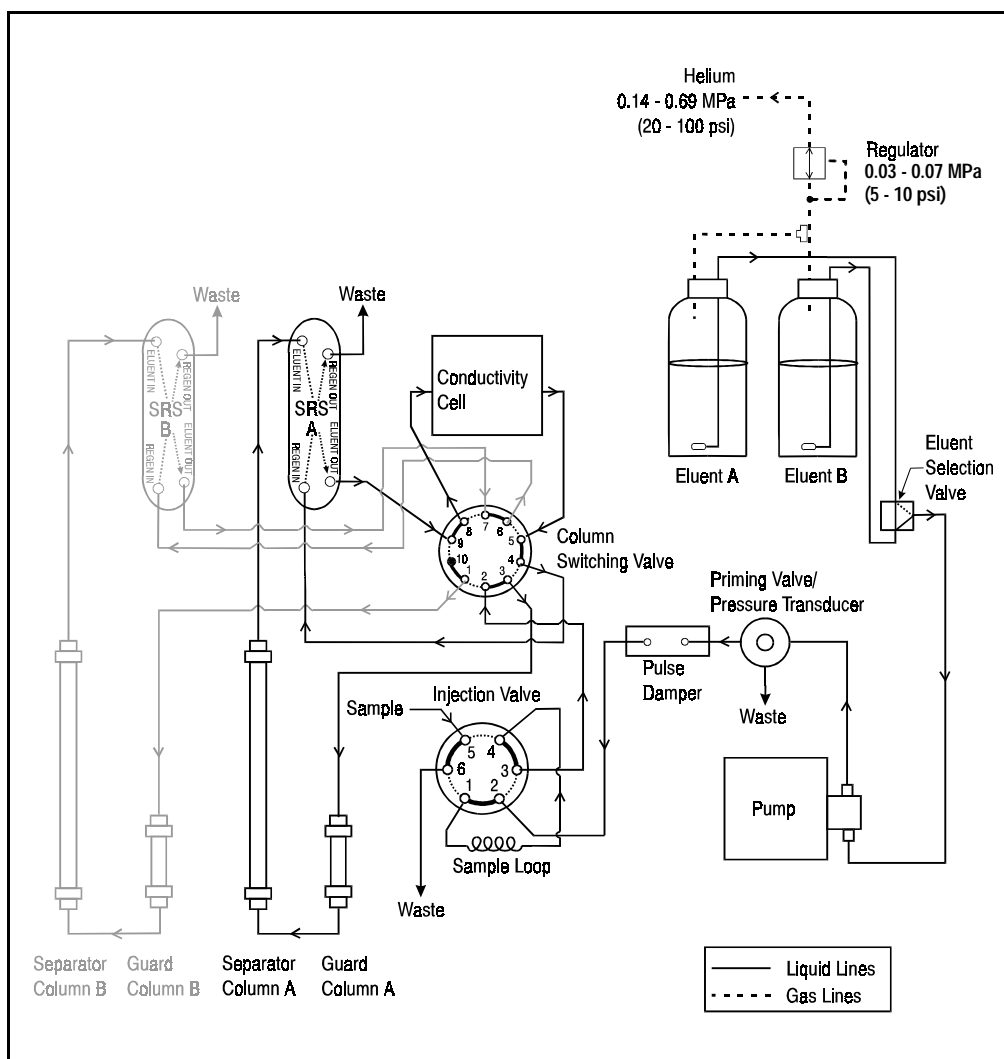 Helium
0.14 - 0.69 MPa
(20 - 100 psi)
Regulator
0.03 - 0.07 MPa
(5 - 10 psi)
Waste
Waste
ELUENT IN
REGEN OUT
SRS
B
REGEN IN
ELUENT OUT
ELUENT IN
REGEN OUT
SRS
A
REGEN IN
ELUENT OUT
Conductivity
Cell
Eluent A
Eluent B
Eluent
Selection
Valve
8
7
6
9
5
10
4
1
2
3
Column
Switching Valve
Priming Valve/
Pressure Transducer
Pulse
Damper
Waste
Injection Valve
Sample
5
4
6
3
1
2
Sample Loop
Waste
Pump
Separator
Column B
Guard
Column B
Separator
Column A
Guard
Column A
Liquid Lines
Gas Lines